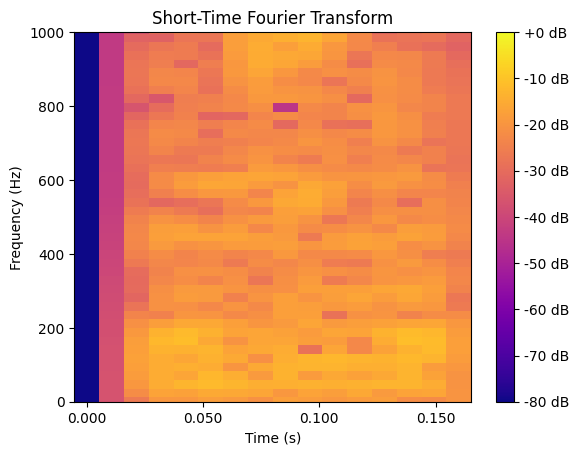 Short-Time Fourier Transform
1000
800
600
400
200
0
Frequency (Hz)
0.000
0.050
0.100
0.150
Time (s)
+0 dB
-10 dB
-20 dB
-30 dB
-40 dB
-50 dB
-60 dB
-70 dB
-80 dB